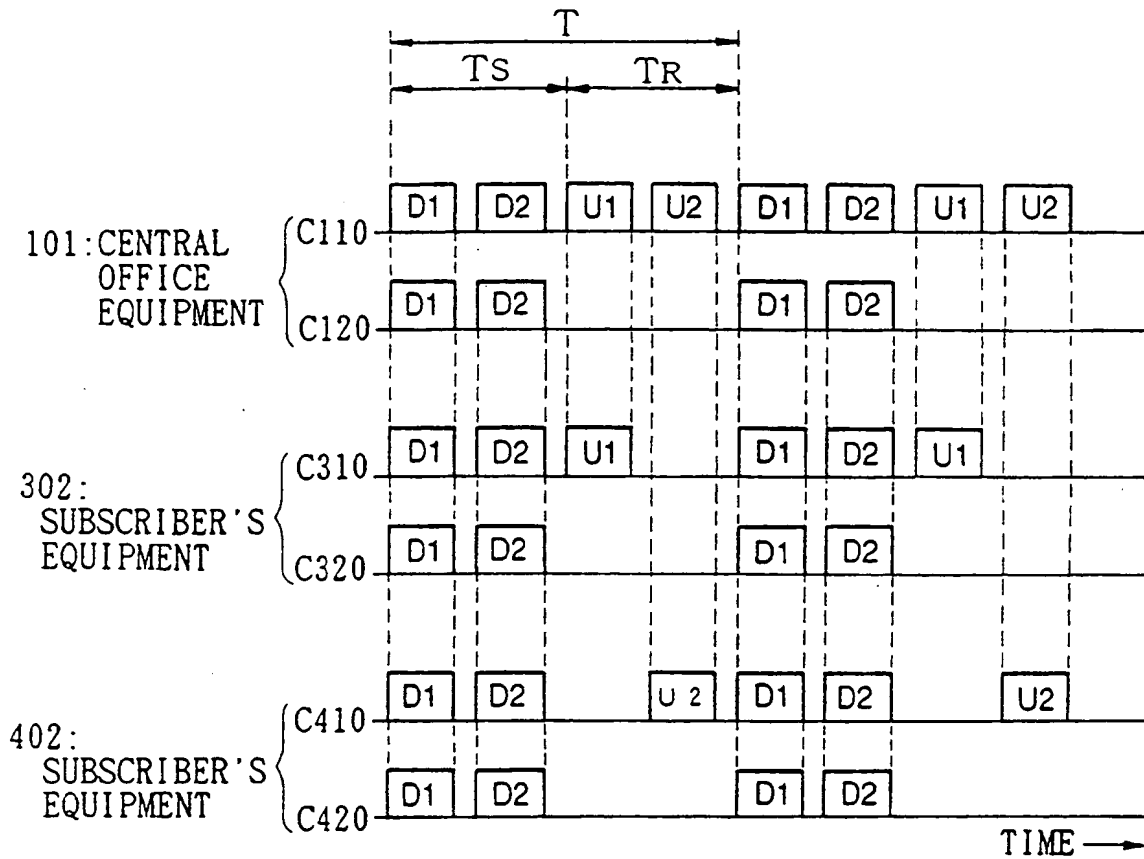 T
TS TR
D1 D2 U1 U2 D1 D2 U1 U2
C110
101:CENTRAL
OFFICE
EQUIPMENT
D1 D2 D1 D2
C120
D1 D2 U1 D1 D2 U1
C310
302:
SUBSCRIBER'S
EQUIPMENT
D1 D2 D1 D2
C320
D1 D2 U 2 D1 D2 U2
C410
402:
SUBSCRIBER'S
EQUIPMENT
D1 D2 D1 D2
C420
TIME